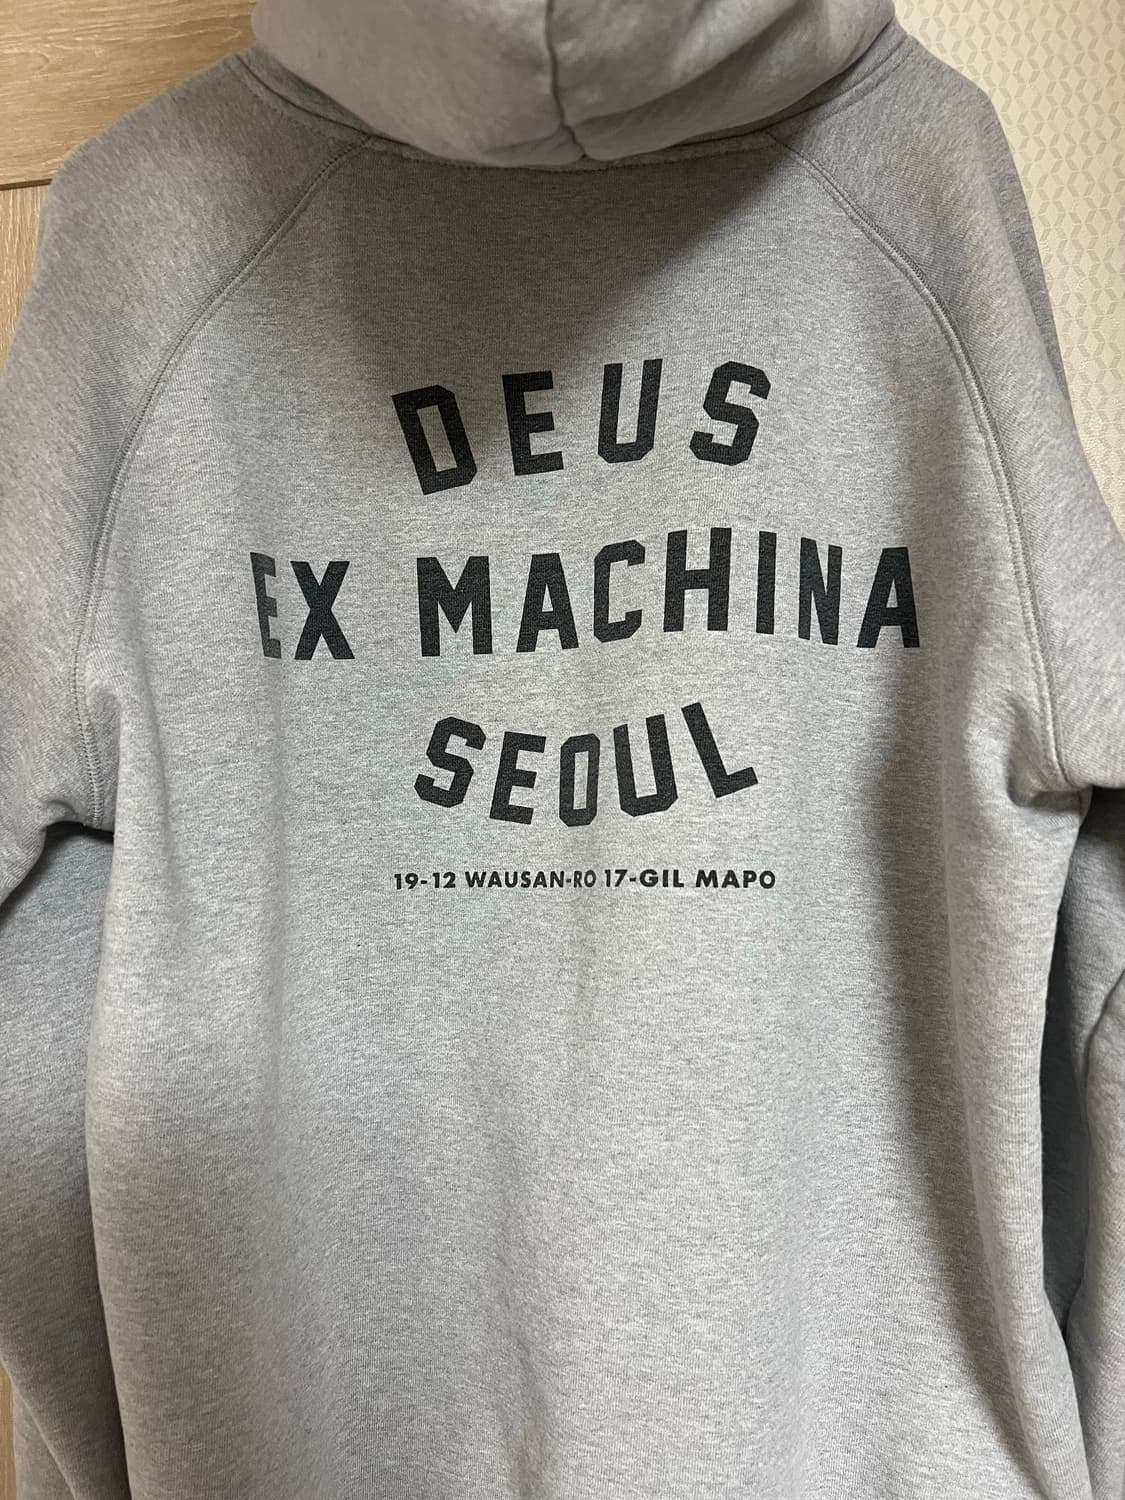 DEUS
EX MACHINA
SEOUL
19-12 WAUSAN-RO 17-GIL MAPO